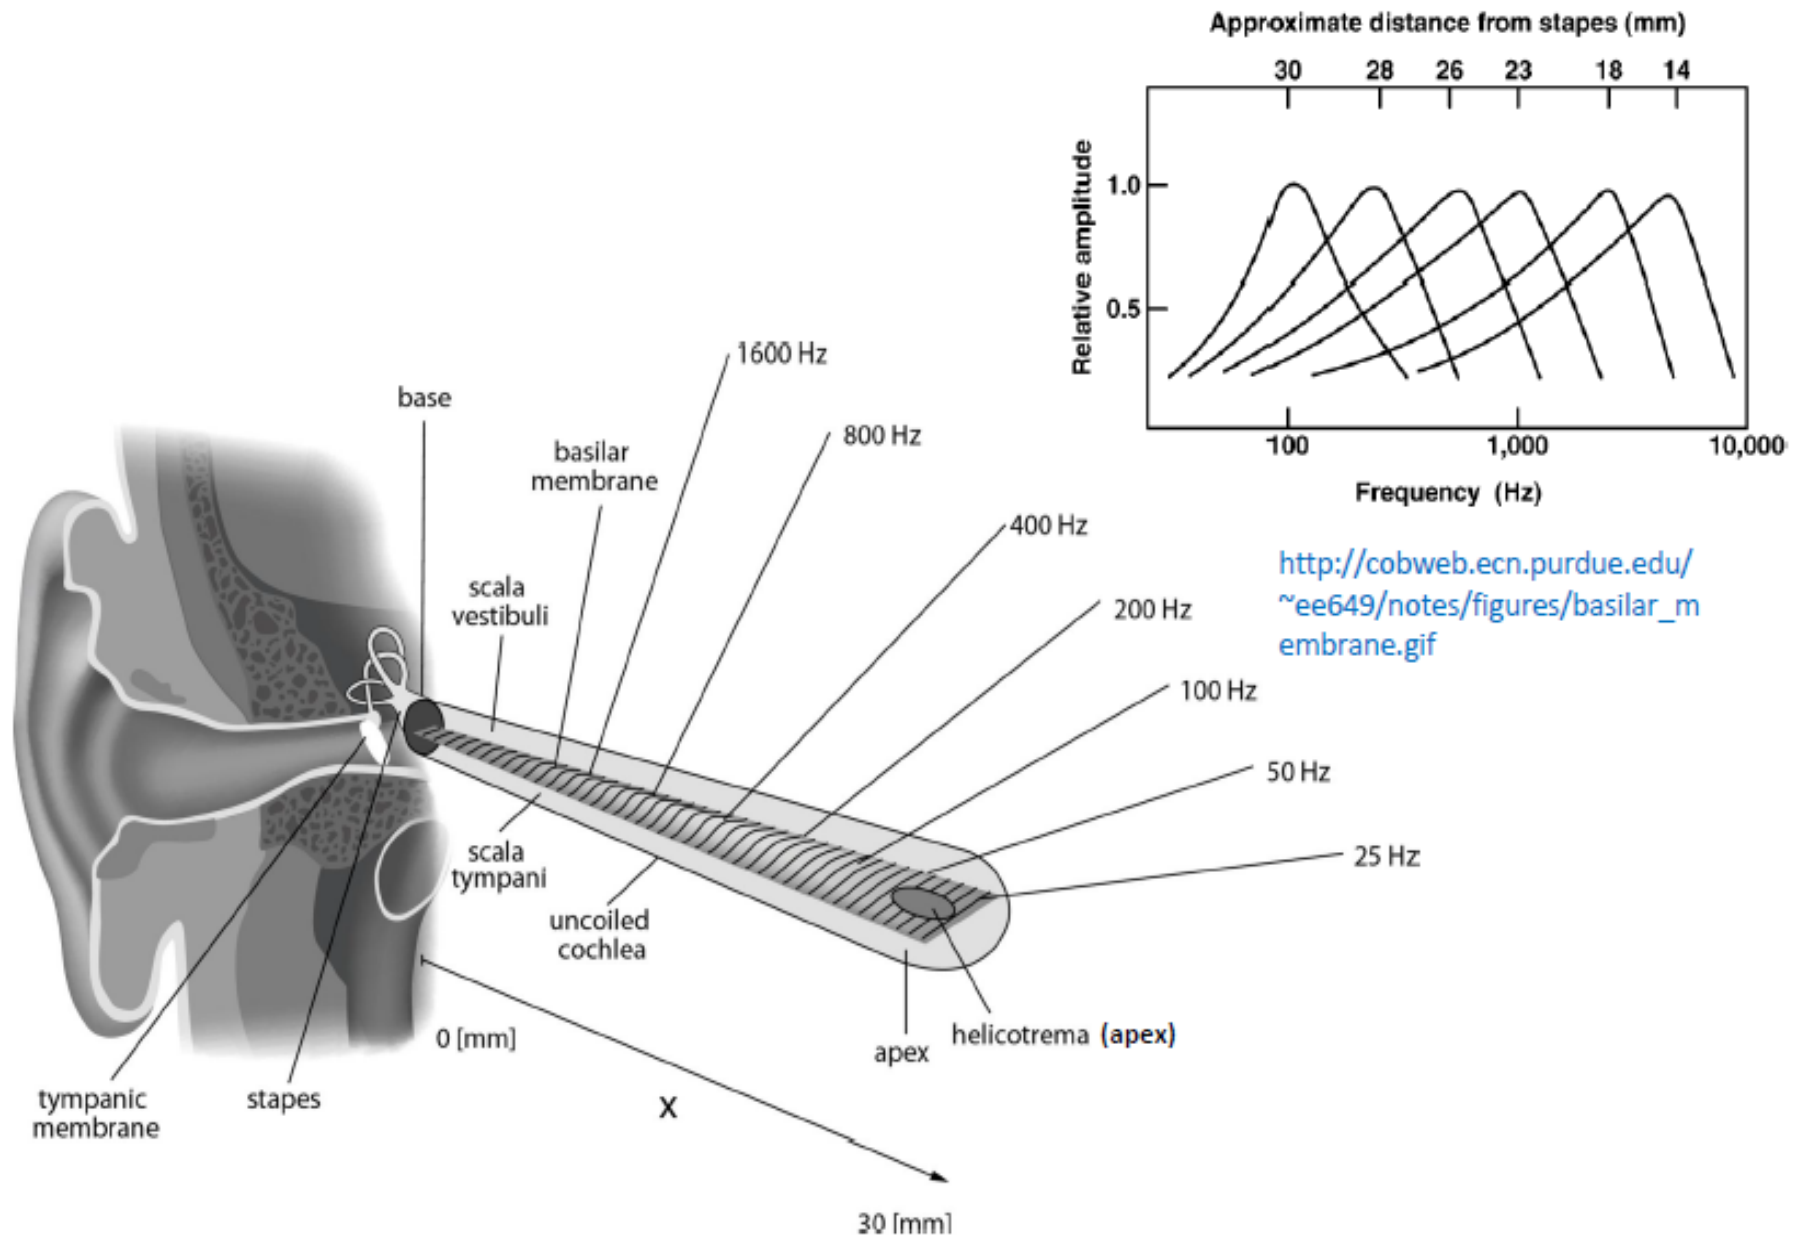 Approximate distance from stapes (mm)
30 28 26 23 18 14
Relative amplitude
1.0
0.5
100 1,000 10,000
Frequency (Hz)
http://cobweb.ecn.purdue.edu/
~ee649/notes/figures/basilar_m
embrane.gif
1600 Hz
base
800 Hz
basilar
membrane
400 Hz
scala
vestibuli
200 Hz
100 Hz
50 Hz
25 Hz
scala
tympani
uncoiled
cochlea
helicotrema (apex)
apex
0 [mm]
tympanic
membrane
stapes
X
30 [mm]